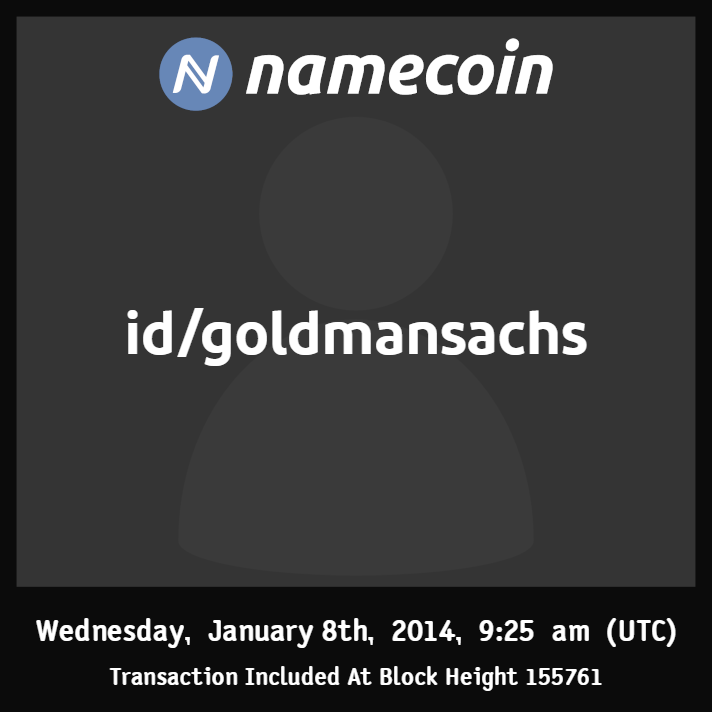 namecoin
id/goldmansachs
Wednesday, January 8th, 2014, 9:25 am (UTC)
Transaction Included At Block Height 155761